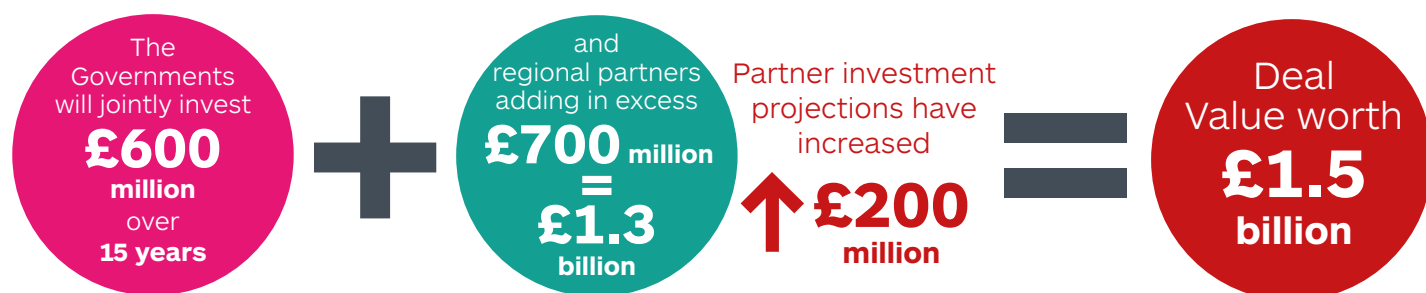 The
Governments
will jointly invest
£600
million
over
15 years
and
regional partners
adding in excess
£700 million
=
£1.3
billion
Partner investment
projections have
increased
£200
million
Deal
Value worth
£1.5
billion